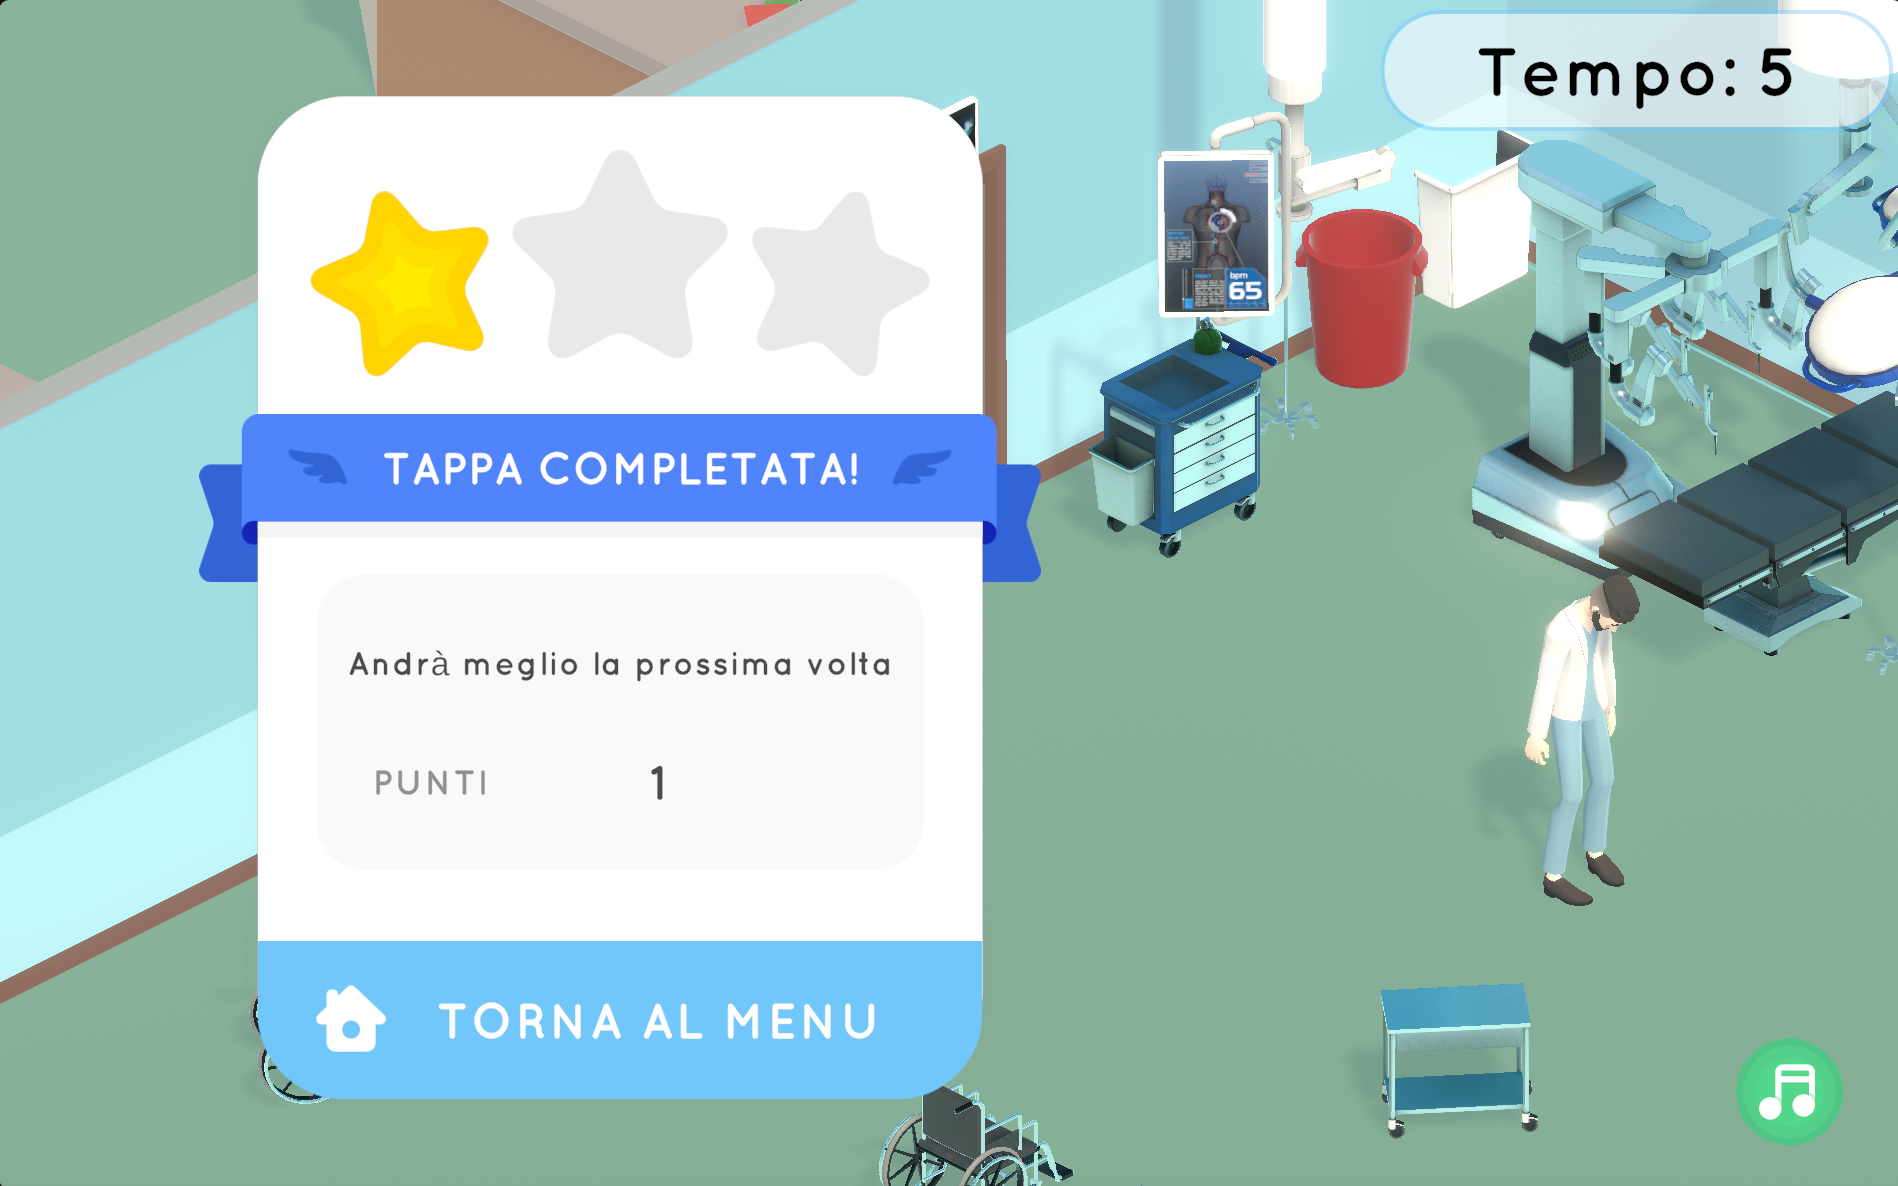 Tempo: 5
bpm
65
TAPPA COMPLETATA!
Andrà meglio la prossima volta
PUNTI 1
TORNA AL MENU